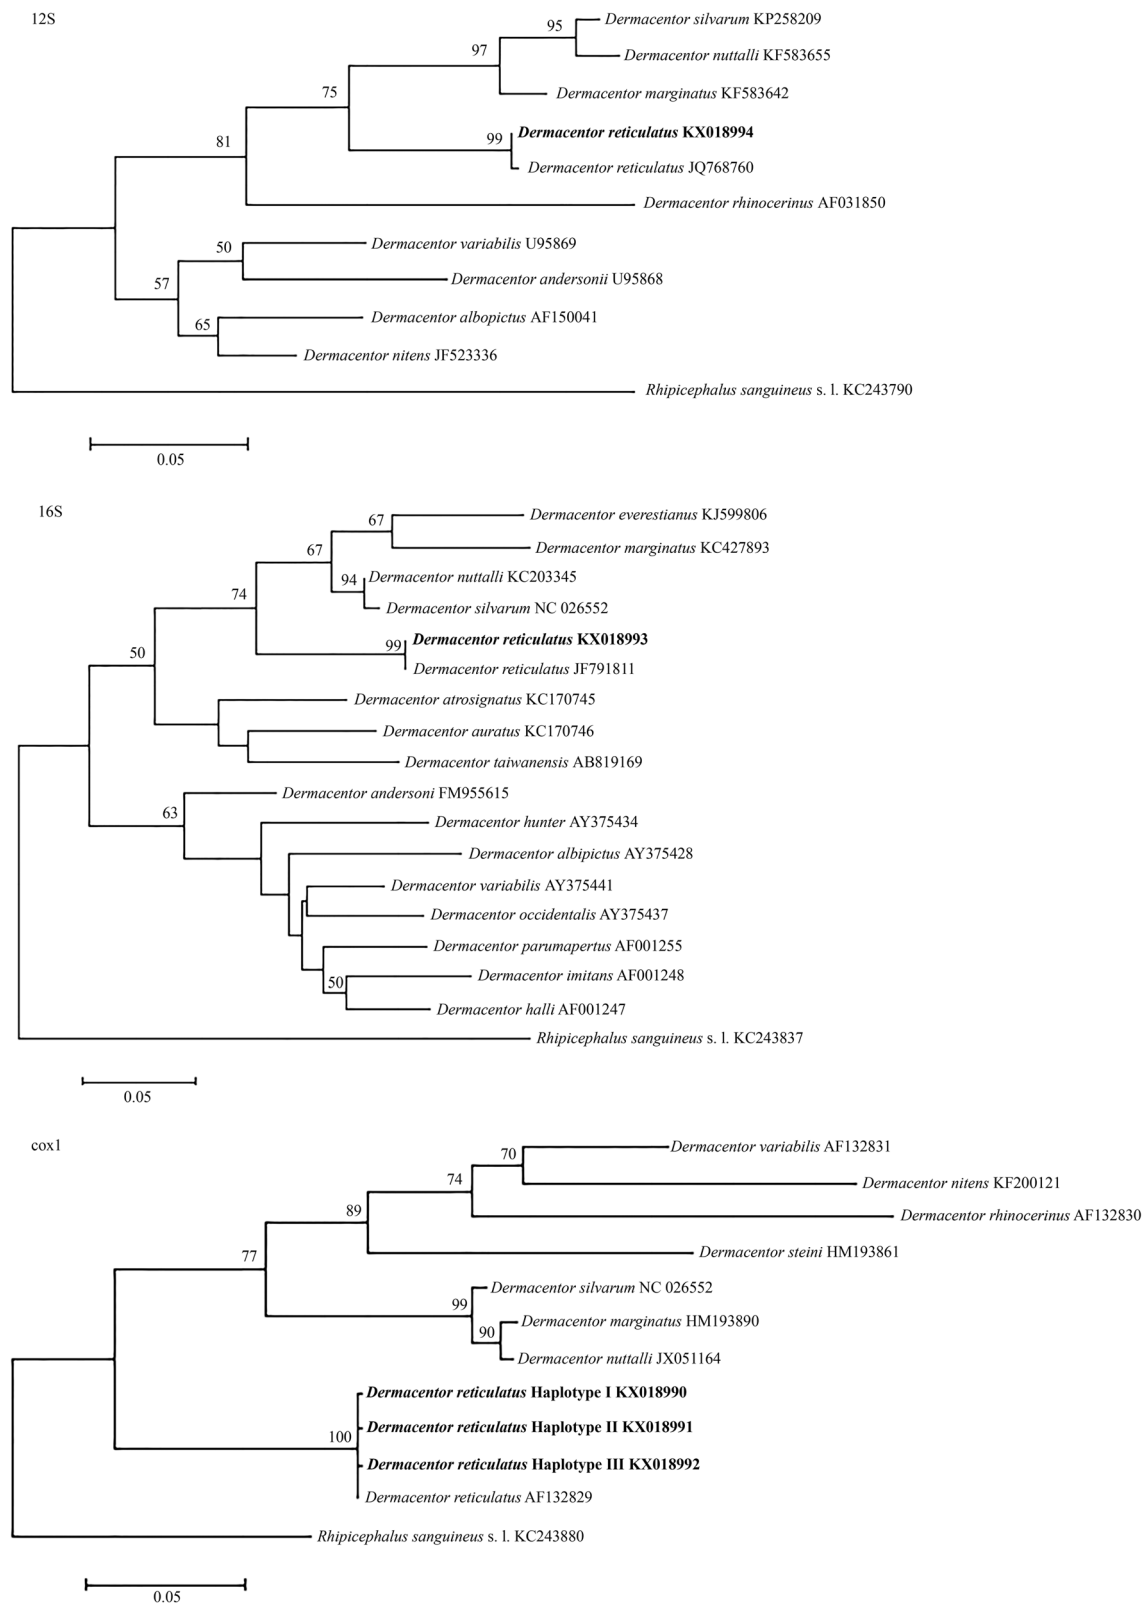 12S
Dermacentor silvarum KP258209
95
Dermacentor nuttalli KF583655
97
Dermacentor marginatus KF583642
75
Dermacentor reticulatus KX018994
99
Dermacentor reticulatus JQ768760
81
Dermacentor rhinocerinus AF031850
Dermacentor variabilis U95869
50
Dermacentor andersonii U95868
57
Dermacentor albopictus AF150041
65
Dermacentor nitens JF523336
Rhipicephalus sanguineus s. l. KC243790
0.05
16S
Dermacentor everestianus KJ599806
67
Dermacentor marginatus KC427893
67
Dermacentor nuttalli KC203345
94
Dermacentor silvarum NC 026552
74
Dermacentor reticulatus KX018993
99
Dermacentor reticulatus JF791811
50
Dermacentor atrosignatus KC170745
Dermacentor auratus KC170746
Dermacentor taiwanensis AB819169
Dermacentor andersoni FM955615
63
Dermacentor hunter AY375434
Dermacentor albipictus AY375428
Dermacentor variabilis AY375441
Dermacentor occidentalis AY375437
Dermacentor parumapertus AF001255
Dermacentor imitans AF001248
50
Dermacentor halli AF001247
Rhipicephalus sanguineus s. l. KC243837
0.05
cox1
Dermacentor variabilis AF132831
70
Dermacentor nitens KF200121
74
Dermacentor rhinocerinus AF132830
89
Dermacentor steini HM193861
77
Dermacentor silvarum NC 026552
99
Dermacentor marginatus HM193890
90
Dermacentor nuttalli JX051164
Dermacentor reticulatus Haplotype I KX018990
Dermacentor reticulatus Haplotype II KX018991
100
Dermacentor reticulatus Haplotype III KX018992
Dermacentor reticulatus AF132829
Rhipicephalus sanguineus s. l. KC243880
0.05